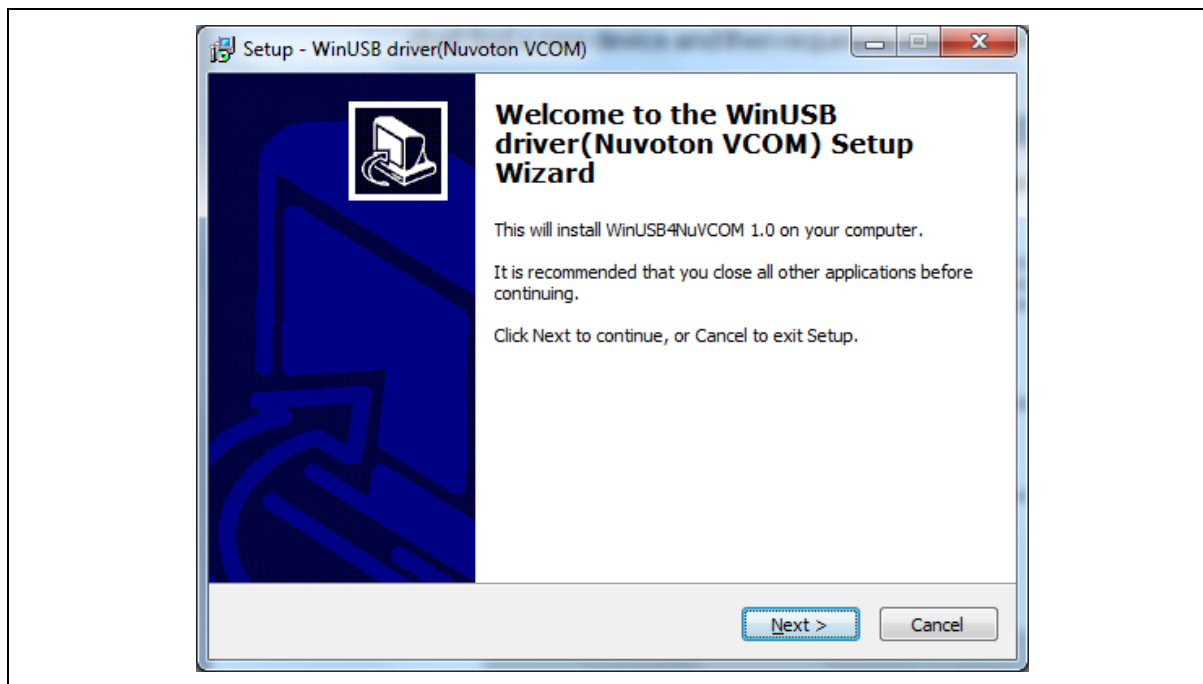 Setup - WinUSB driver(Nuvoton VCOM)
Welcome to the WinUSB
driver(Nuvoton VCOM) Setup
Wizard
This will install WinUSB4NuVCOM 1.0 on your computer.
It is recommended that you close all other applications before
continuing.
Click Next to continue, or Cancel to exit Setup.
Next >
Cancel